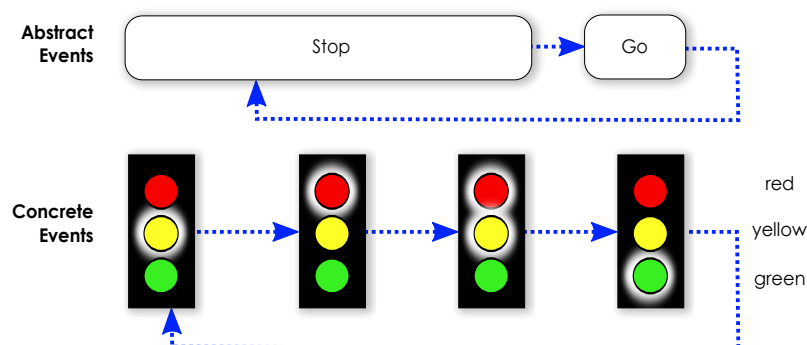 Abstract
Events
Stop
Go
Concrete
Events
red
yellow
green